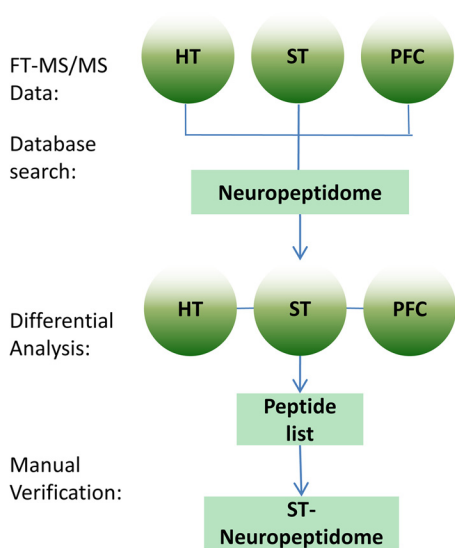 FT-MS/MS
Data:
HT
ST
PFC
Database
search:
Neuropeptidome
Differential
Analysis:
HT
ST
PFC
Peptide
list
Manual
Verification:
ST-
Neuropeptidome